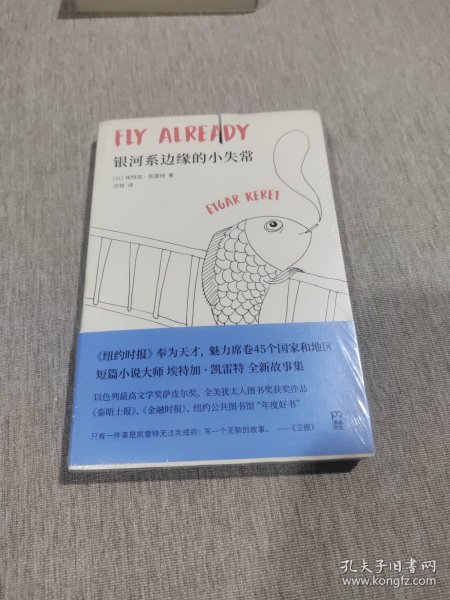 FLY ALREADY
银河系边缘的小失常
[以] 埃特加·凯雷特 著
方铁 译
ETGAR KERET
《纽约时报》奉为天才，魅力席卷45个国家和地区
短篇小说大师 埃特加·凯雷特 全新故事集
以色列最高文学奖萨皮尔奖、全美犹太人图书奖获奖作品
《泰晤士报》、《金融时报》、纽约公共图书馆“年度好书”
只有一件事是凯雷特无法完成的：写一个无聊的故事。 ——《卫报》
孔夫子旧书网
www.kongfz.com